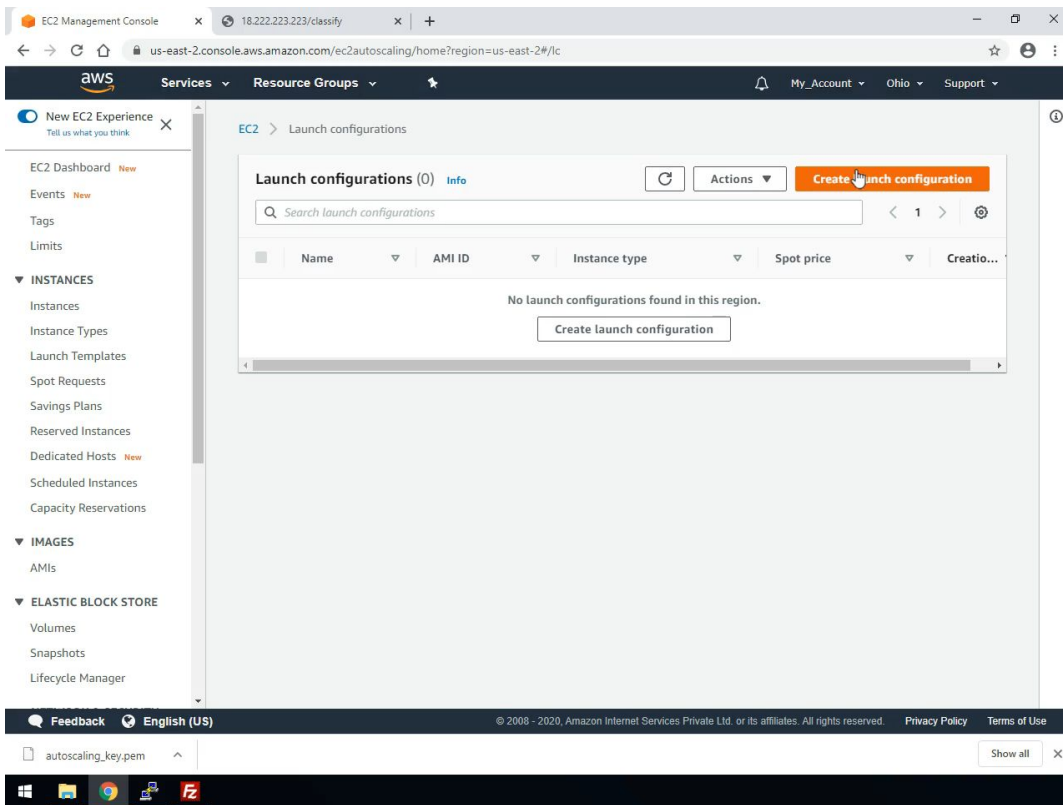 EC2 Management Console
18.222.223.223/classify
us-east-2.console.aws.amazon.com/ec2autoscaling/home?region=us-east-2#/lc
aws Services Resource Groups My_Account Ohio Support
New EC2 Experience
Tell us what you think
EC2 Dashboard New
Events New
Tags
Limits
INSTANCES
Instances
Instance Types
Launch Templates
Spot Requests
Savings Plans
Reserved Instances
Dedicated Hosts New
Scheduled Instances
Capacity Reservations
IMAGES
AMIs
ELASTIC BLOCK STORE
Volumes
Snapshots
Lifecycle Manager
EC2 > Launch configurations
Launch configurations (0) Info
Actions
Create launch configuration
Search launch configurations
< 1 >
Name AMI ID Instance type Spot price Creatio...
No launch configurations found in this region.
Create launch configuration
Feedback English (US)
© 2008 - 2020, Amazon Internet Services Private Ltd. or its affiliates. All rights reserved. Privacy Policy Terms of Use
autoscaling_key.pem
Show all